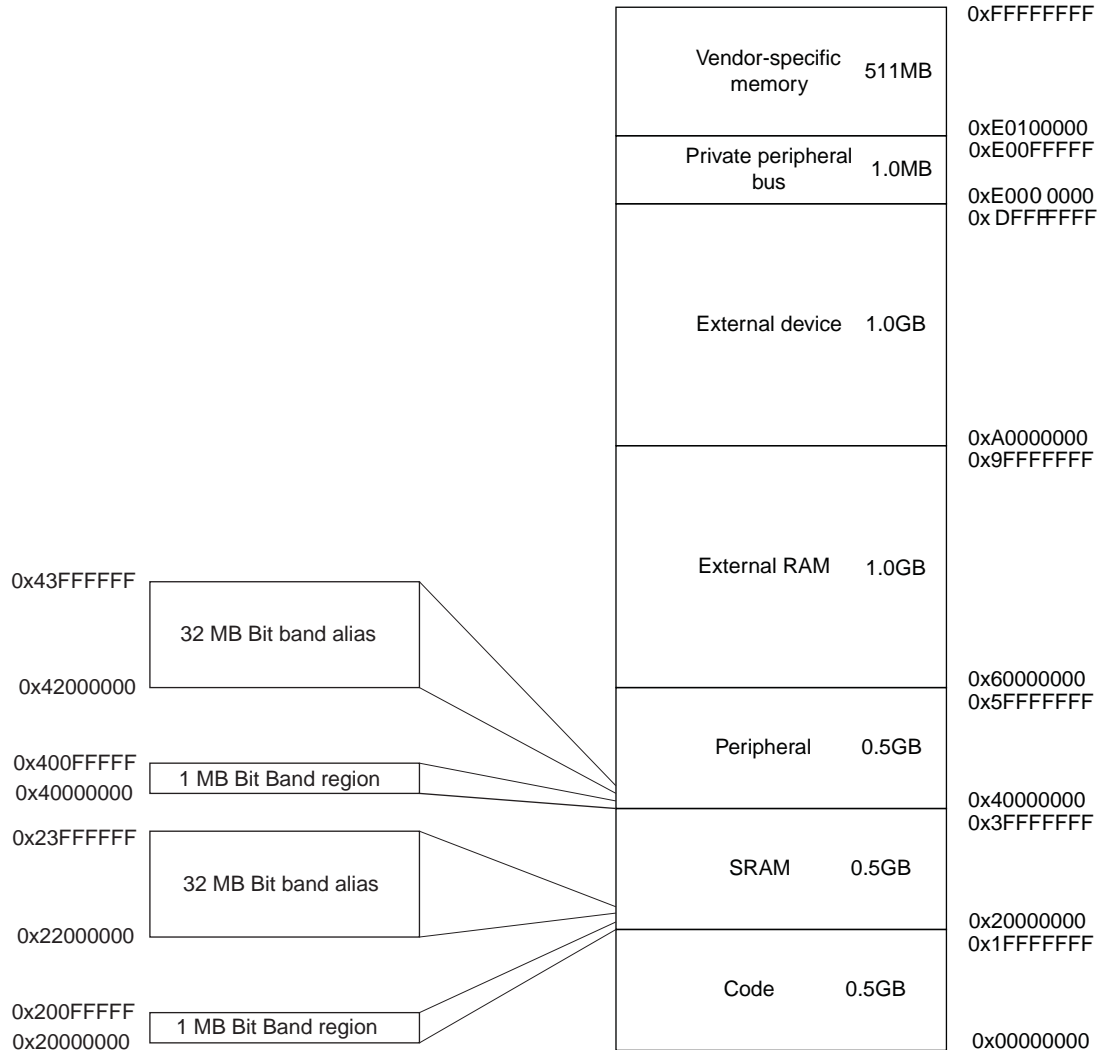 0xFFFFFFFF
Vendor-specific
memory
511MB
0xE0100000
0xE00FFFFF
Private peripheral
bus
1.0MB
0xE000 0000
0x DFFFFFFF
External device
1.0GB
0xA0000000
0x9FFFFFFF
External RAM
1.0GB
0x60000000
0x5FFFFFFF
Peripheral
0.5GB
0x40000000
0x3FFFFFFF
SRAM
0.5GB
0x20000000
0x1FFFFFFF
Code
0.5GB
0x00000000
0x43FFFFFF
32 MB Bit band alias
0x42000000
0x400FFFFF
1 MB Bit Band region
0x40000000
0x23FFFFFF
32 MB Bit band alias
0x22000000
0x200FFFFF
1 MB Bit Band region
0x20000000